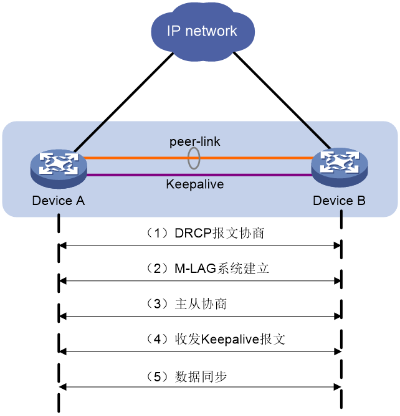 IP network
peer-link
Keepalive
Device A
Device B
（1）DRCP报文协商
（2）M-LAG系统建立
（3）主从协商
（4）收发Keepalive报文
（5）数据同步